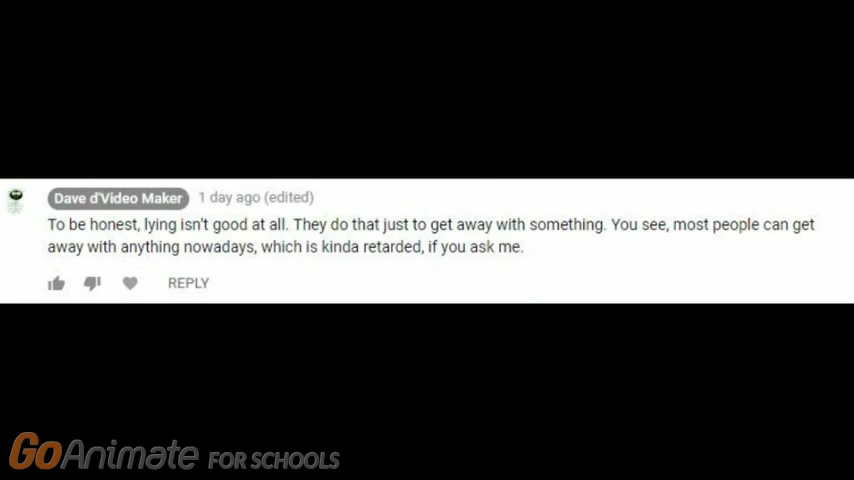 Dave d'Video Maker 1 day ago (edited)
To be honest, lying isn't good at all. They do that just to get away with something. You see, most people can get
away with anything nowadays, which is kinda retarded, if you ask me.
REPLY
GoAnimate FOR SCHOOLS